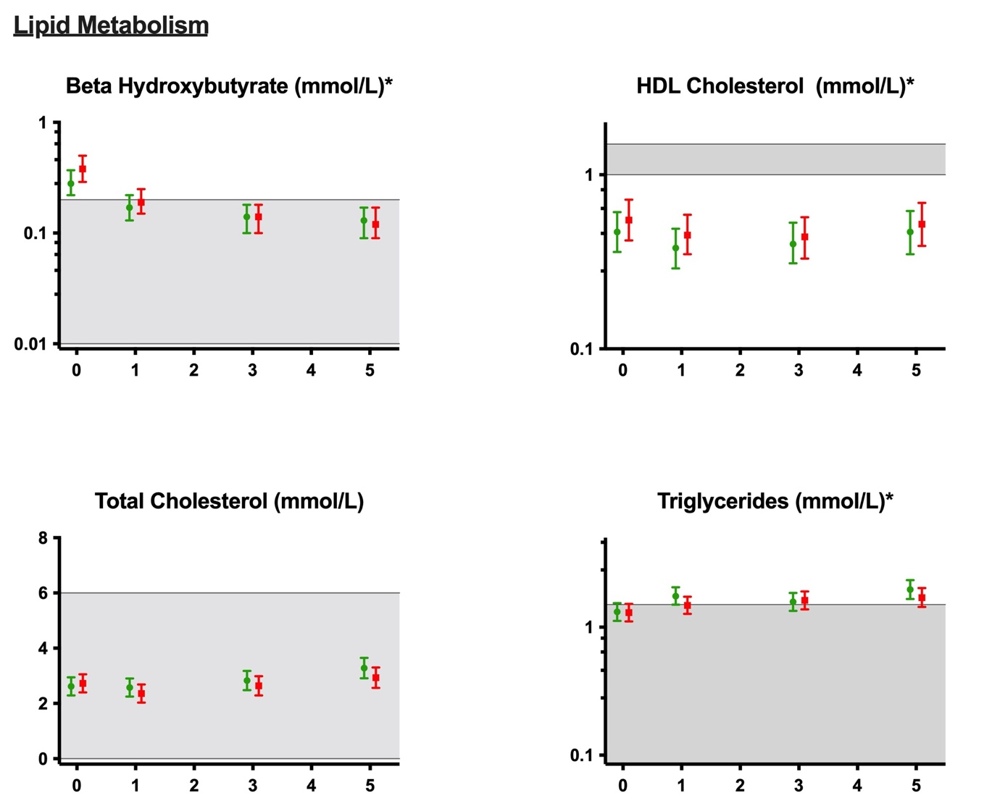 Lipid Metabolism
Beta Hydroxybutyrate (mmol/L)*
1
0.1
0.01
0 1 2 3 4 5
HDL Cholesterol (mmol/L)*
1
0.1
0 1 2 3 4 5
Total Cholesterol (mmol/L)
8
6
4
2
0
0 1 2 3 4 5
Triglycerides (mmol/L)*
1
0.1
0 1 2 3 4 5